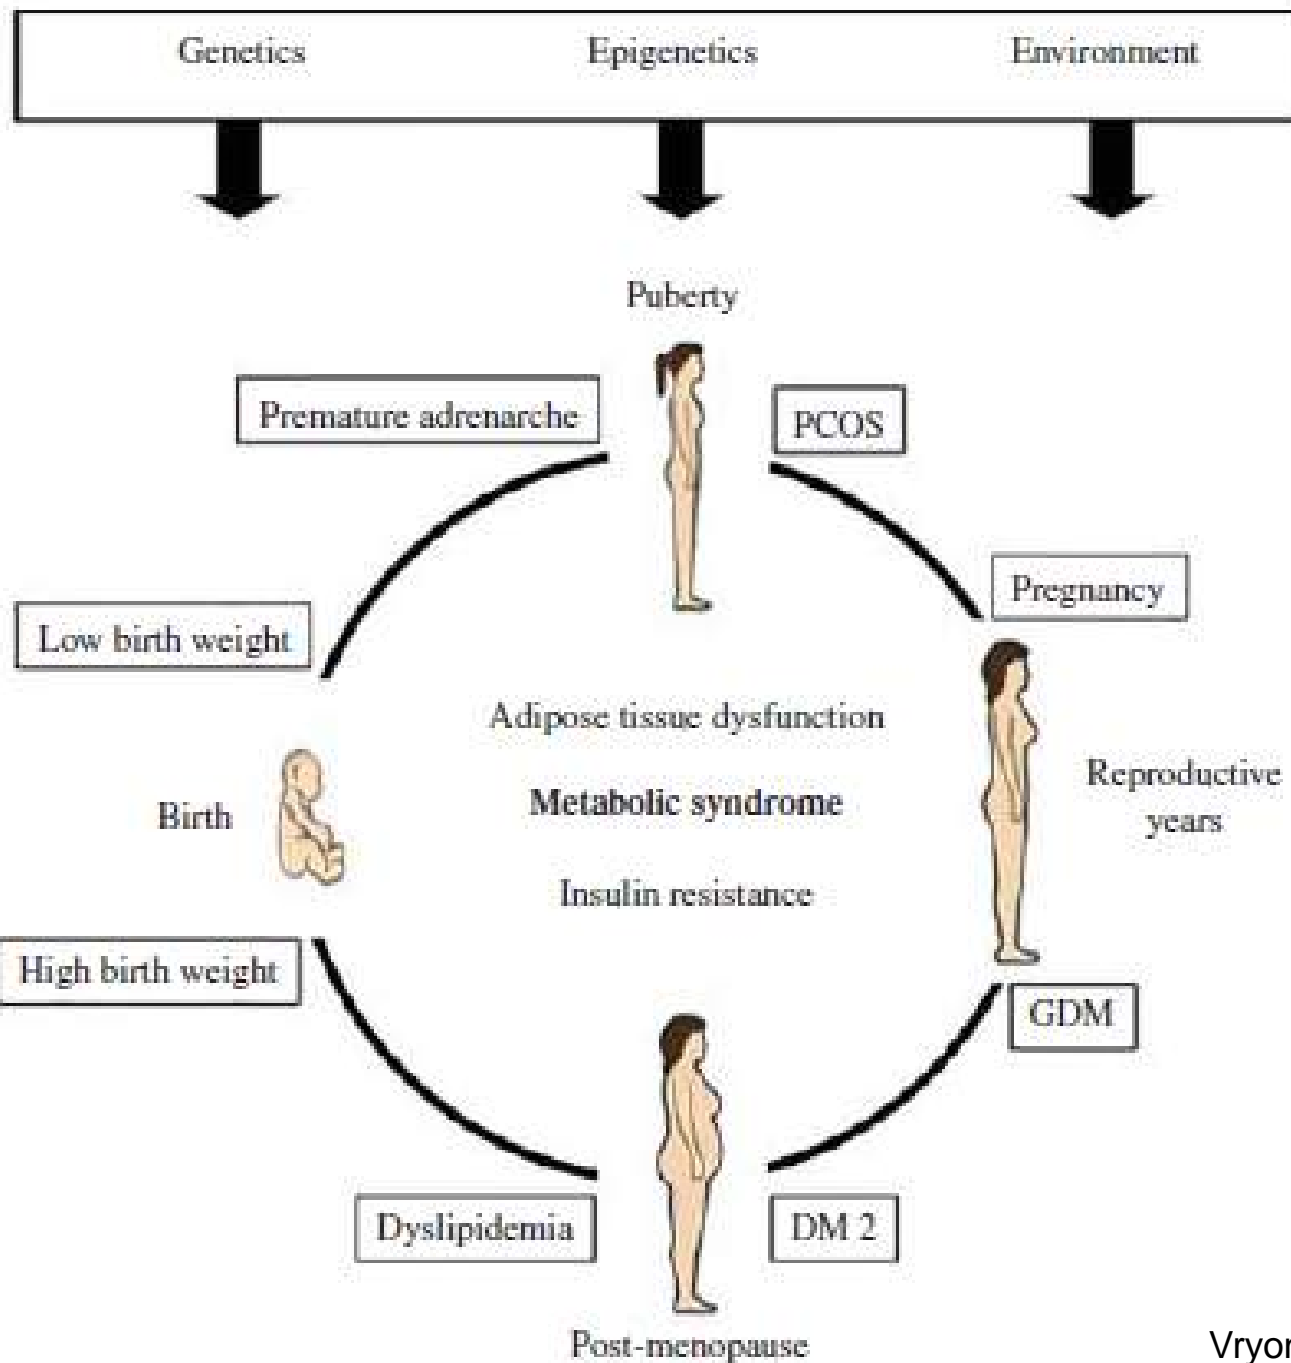 Genetics Epigenetics Environment
Puberty
Premature adrenarche
PCOS
Pregnancy
Low birth weight
Adipose tissue dysfunction
Reproductive
years
Birth
Metabolic syndrome
Insulin resistance
High birth weight
GDM
Dyslipidemia
DM 2
Post-menopause